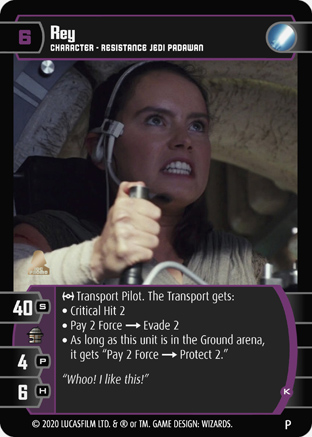 6
Rey
CHARACTER - RESISTANCE JEDI PADAWAN
40 S
4 P
6 H
Transport Pilot. The Transport gets:
• Critical Hit 2
• Pay 2 Force → Evade 2
• As long as this unit is in the Ground arena,
it gets “Pay 2 Force → Protect 2.”
“Whoo! I like this!”
K
© 2020 LUCASFILM LTD. & ® or TM. GAME DESIGN: WIZARDS.
P